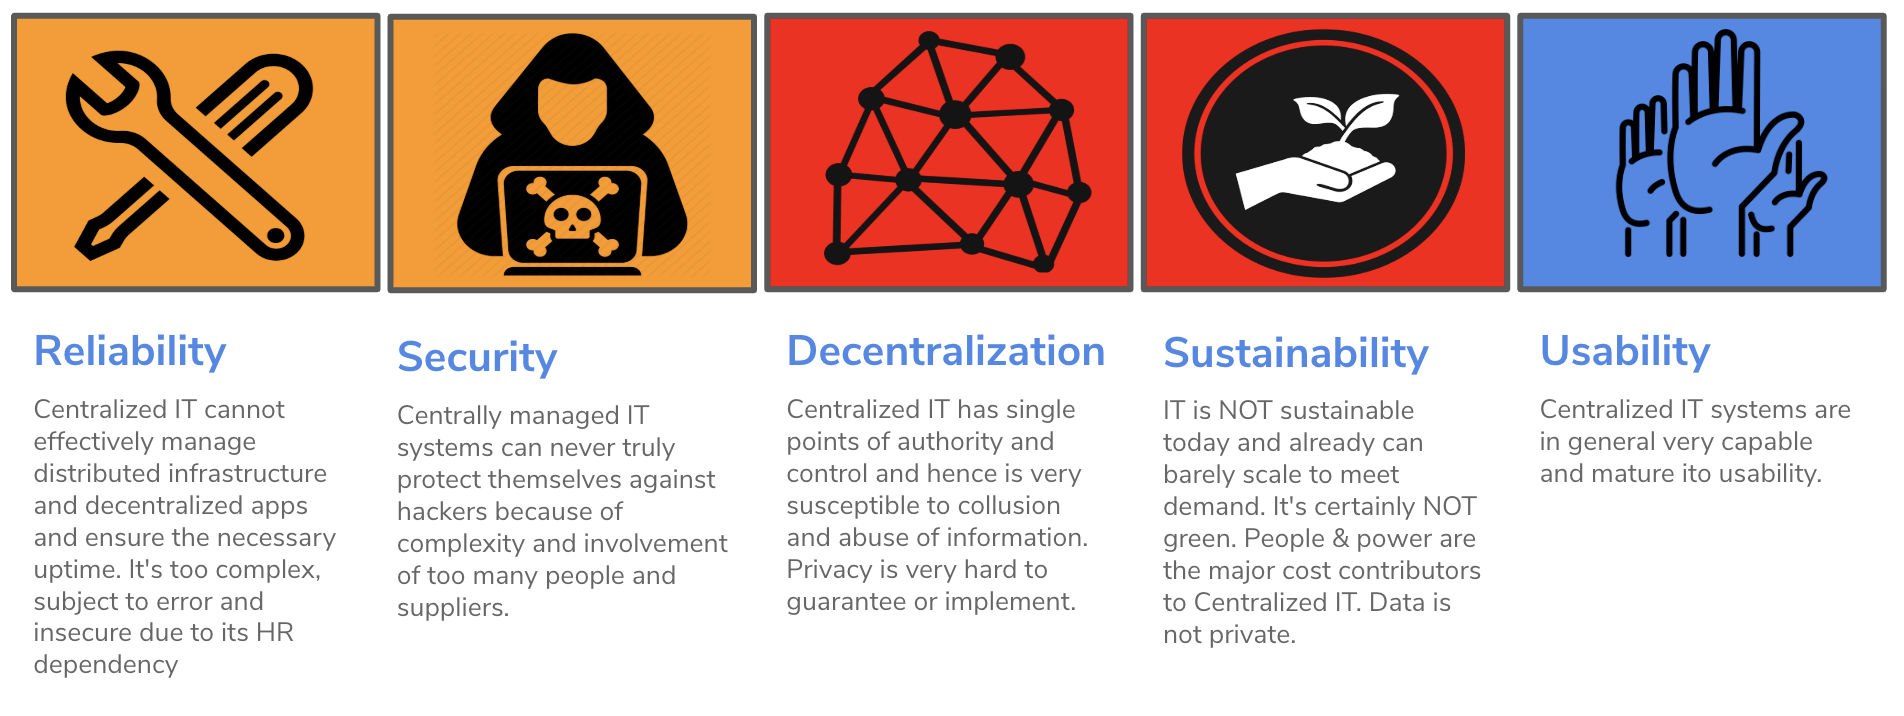 Reliability
Centralized IT cannot
effectively manage
distributed infrastructure
and decentralized apps
and ensure the necessary
uptime. It's too complex,
subject to error and
insecure due to its HR
dependency
Security
Centrally managed IT
systems can never truly
protect themselves against
hackers because of
complexity and involvement
of too many people and
suppliers.
Decentralization
Centralized IT has single
points of authority and
control and hence is very
susceptible to collusion
and abuse of information.
Privacy is very hard to
guarantee or implement.
Sustainability
IT is NOT sustainable
today and already can
barely scale to meet
demand. It's certainly NOT
green. People & power are
the major cost contributors
to Centralized IT. Data is
not private.
Usability
Centralized IT systems are
in general very capable
and mature ito usability.